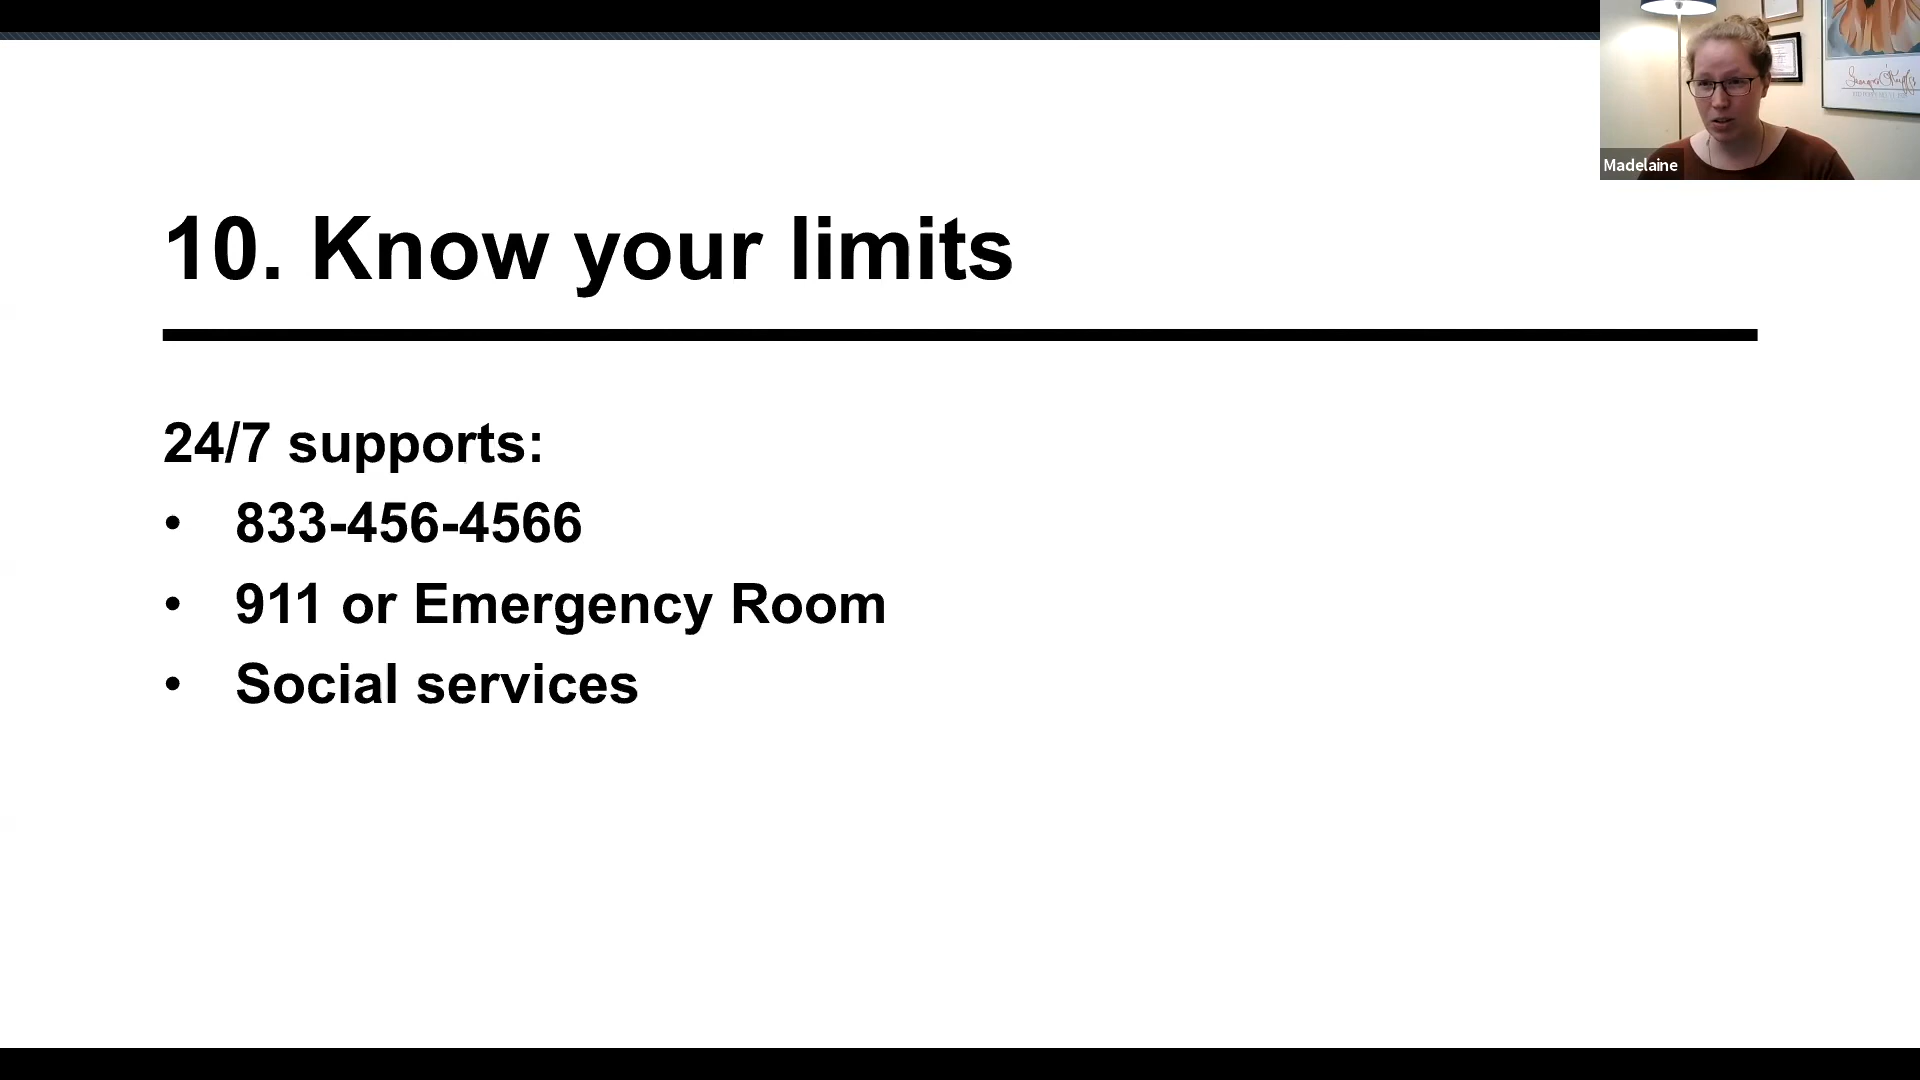 10. Know your limits
24/7 supports:
• 833-456-4566
• 911 or Emergency Room
• Social services
Madelaine